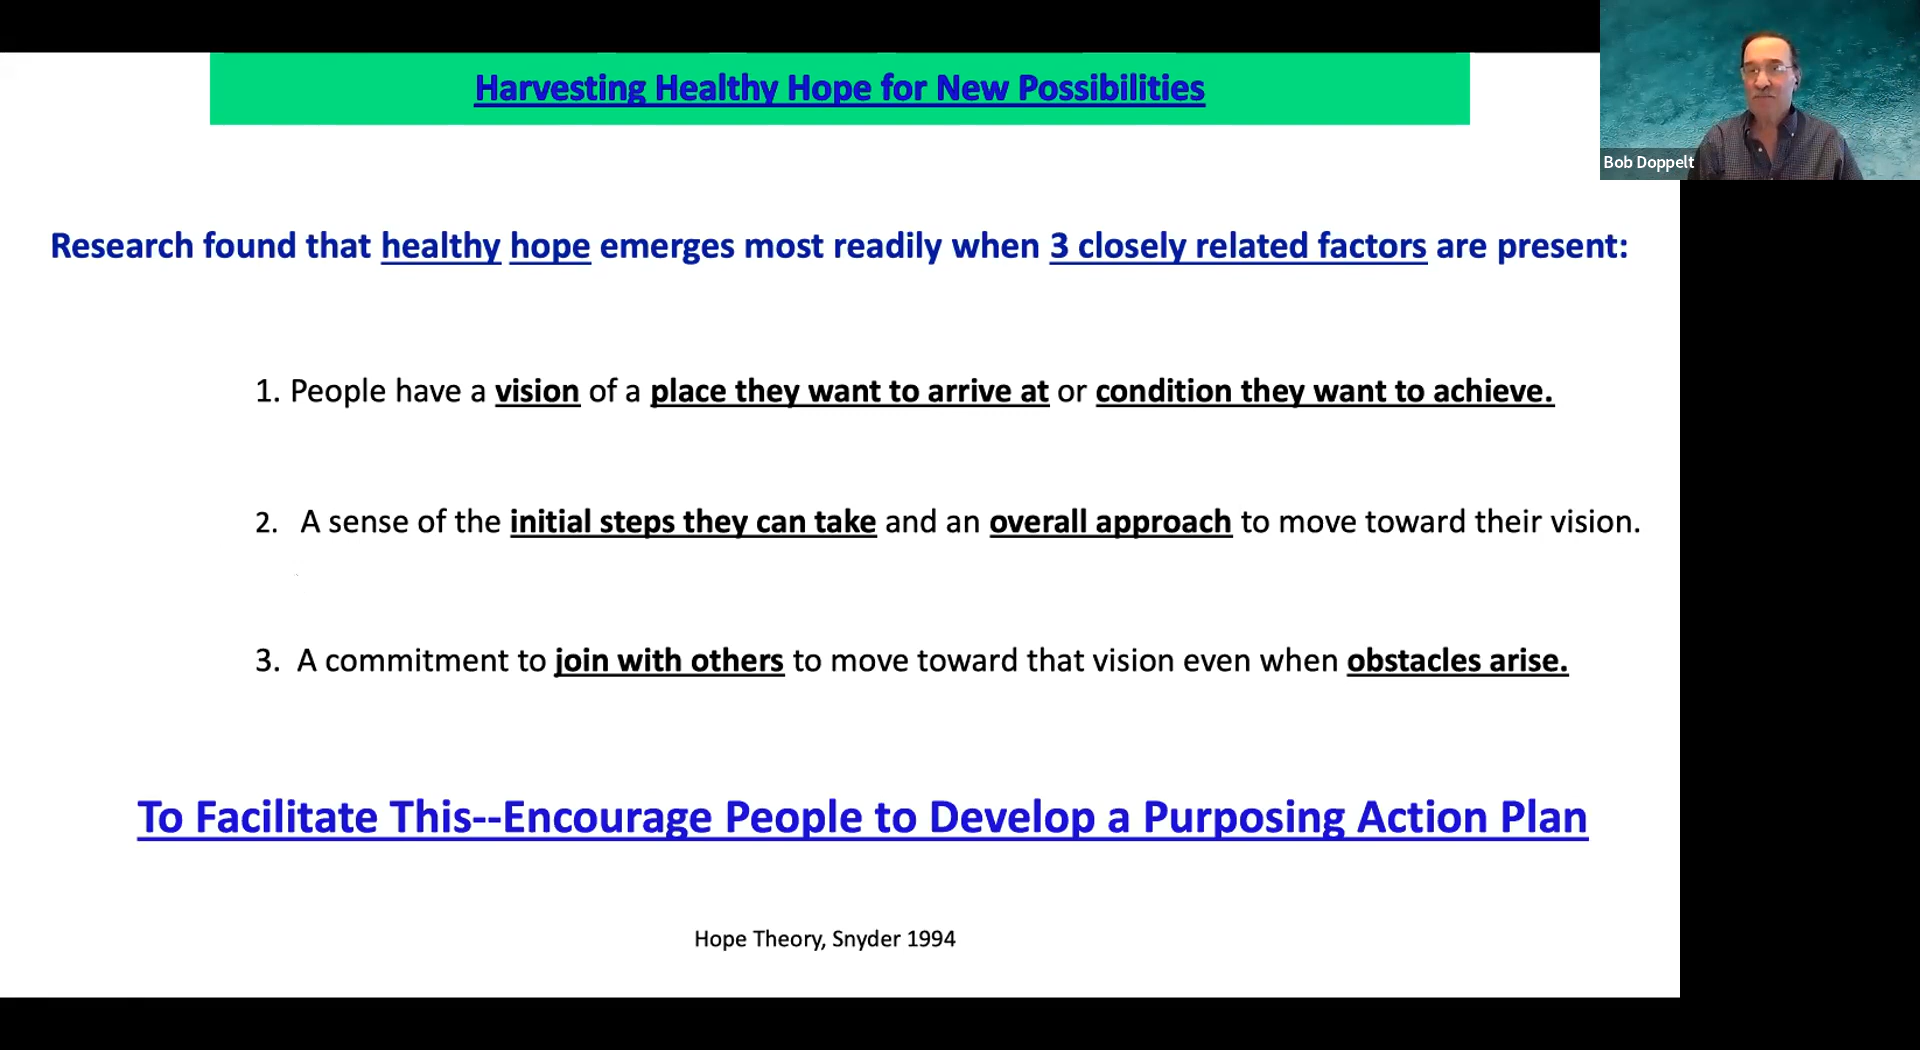 Harvesting Healthy Hope for New Possibilities
Bob Doppelt
Research found that healthy hope emerges most readily when 3 closely related factors are present:
1. People have a vision of a place they want to arrive at or condition they want to achieve.
2. A sense of the initial steps they can take and an overall approach to move toward their vision.
3. A commitment to join with others to move toward that vision even when obstacles arise.
To Facilitate This--Encourage People to Develop a Purposing Action Plan
Hope Theory, Snyder 1994